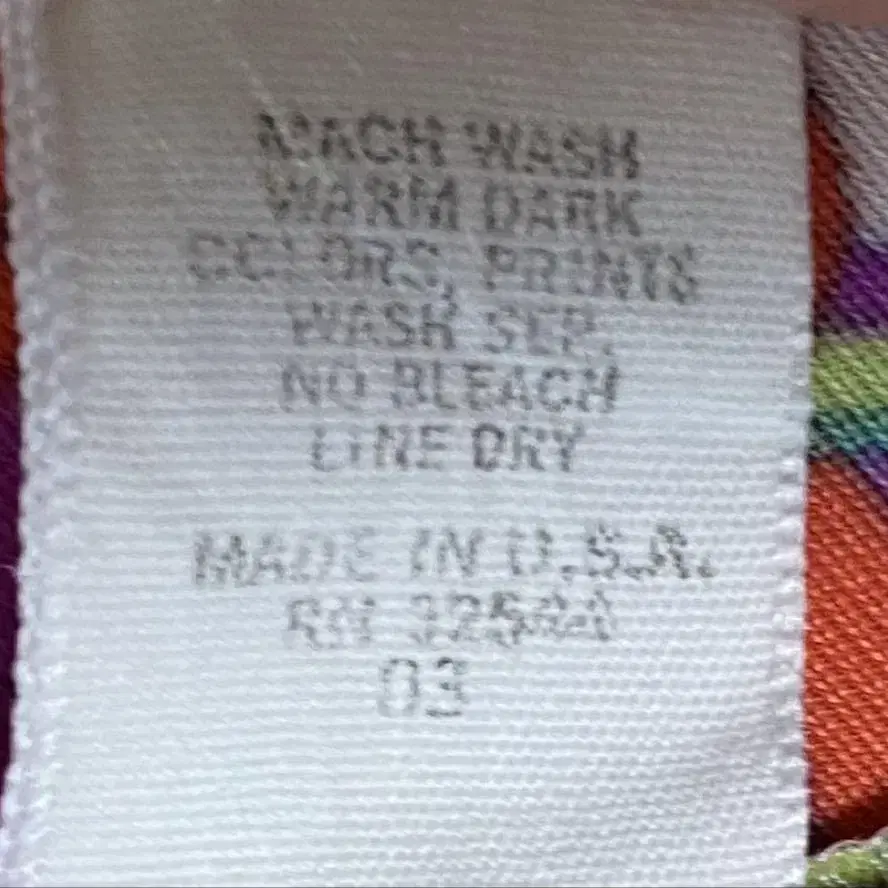 MACH WASH
WARM DARK
COLORS, PRINTS
WASH SEP.
NO BLEACH
LINE DRY
MADE IN U.S.A.
RN
03